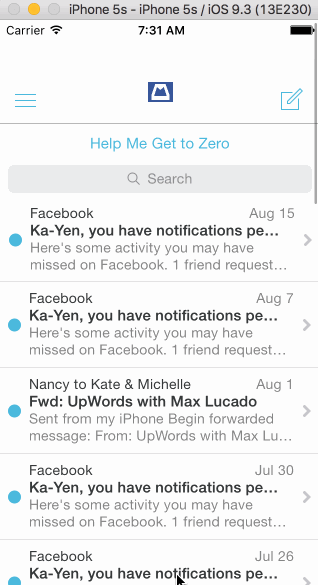 iPhone 5s - iPhone 5s / iOS 9.3 (13E230)
Carrier 7:31 AM
Help Me Get to Zero
Search
Facebook Aug 15
Ka-Yen, you have notifications pe...
Here's some activity you may have
missed on Facebook. 1 friend request...
Facebook Aug 7
Ka-Yen, you have notifications pe...
Here's some activity you may have
missed on Facebook. 1 friend request...
Nancy to Kate & Michelle Aug 1
Fwd: UpWords with Max Lucado
Sent from my iPhone Begin forwarded
message: From: UpWords with Max Lu...
Facebook Jul 30
Ka-Yen, you have notifications pe...
Here's some activity you may have
missed on Facebook. 1 friend request...
Facebook Jul 26
Ka-Yen, you have notifications pe...